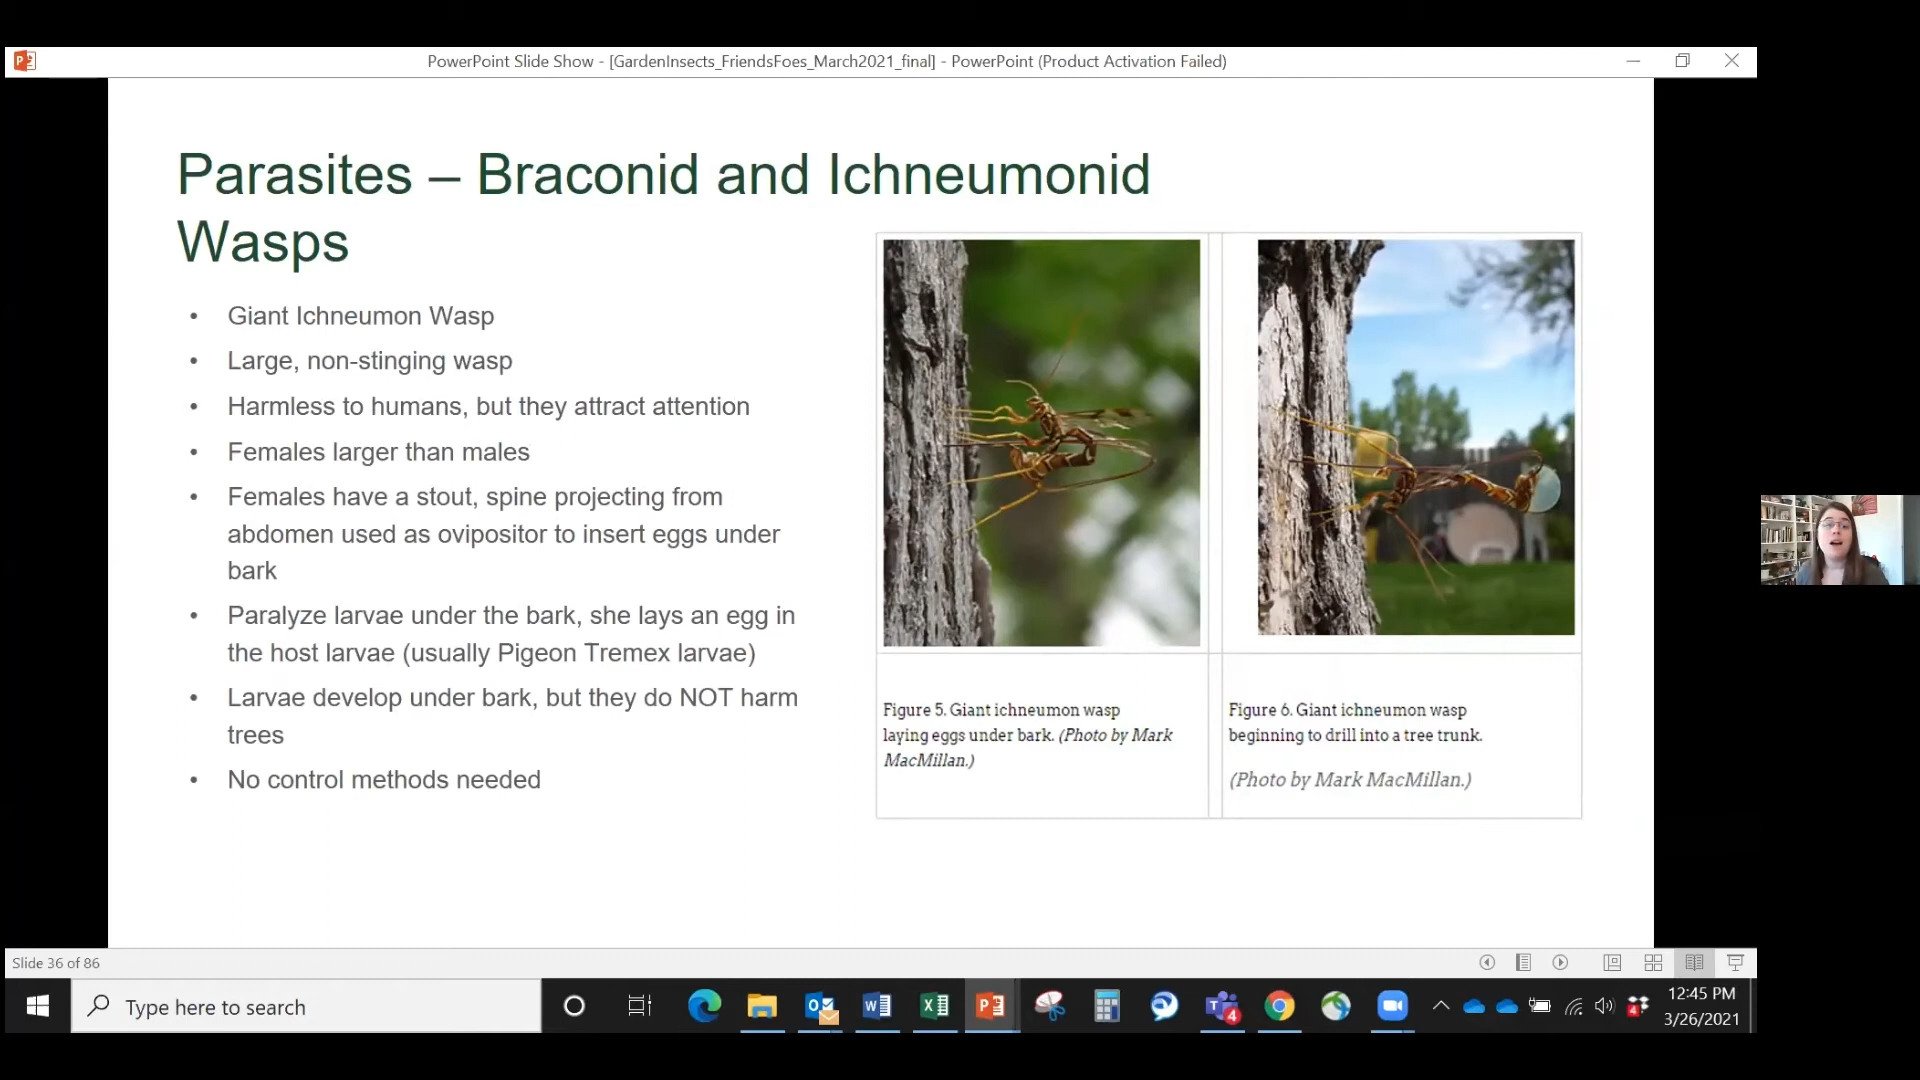 PowerPoint Slide Show - [GardenInsects_FriendsFoes_March2021_final] - PowerPoint (Product Activation Failed)
Parasites – Braconid and Ichneumonid
Wasps
• Giant Ichneumon Wasp
• Large, non-stinging wasp
• Harmless to humans, but they attract attention
• Females larger than males
• Females have a stout, spine projecting from
abdomen used as ovipositor to insert eggs under
bark
• Paralyze larvae under the bark, she lays an egg in
the host larvae (usually Pigeon Tremex larvae)
• Larvae develop under bark, but they do NOT harm
trees
• No control methods needed
Figure 5. Giant ichneumon wasp
laying eggs under bark. (Photo by Mark
MacMillan.)
Figure 6. Giant ichneumon wasp
beginning to drill into a tree trunk.
(Photo by Mark MacMillan.)
Slide 36 of 86
Type here to search
4
4
12:45 PM
3/26/2021